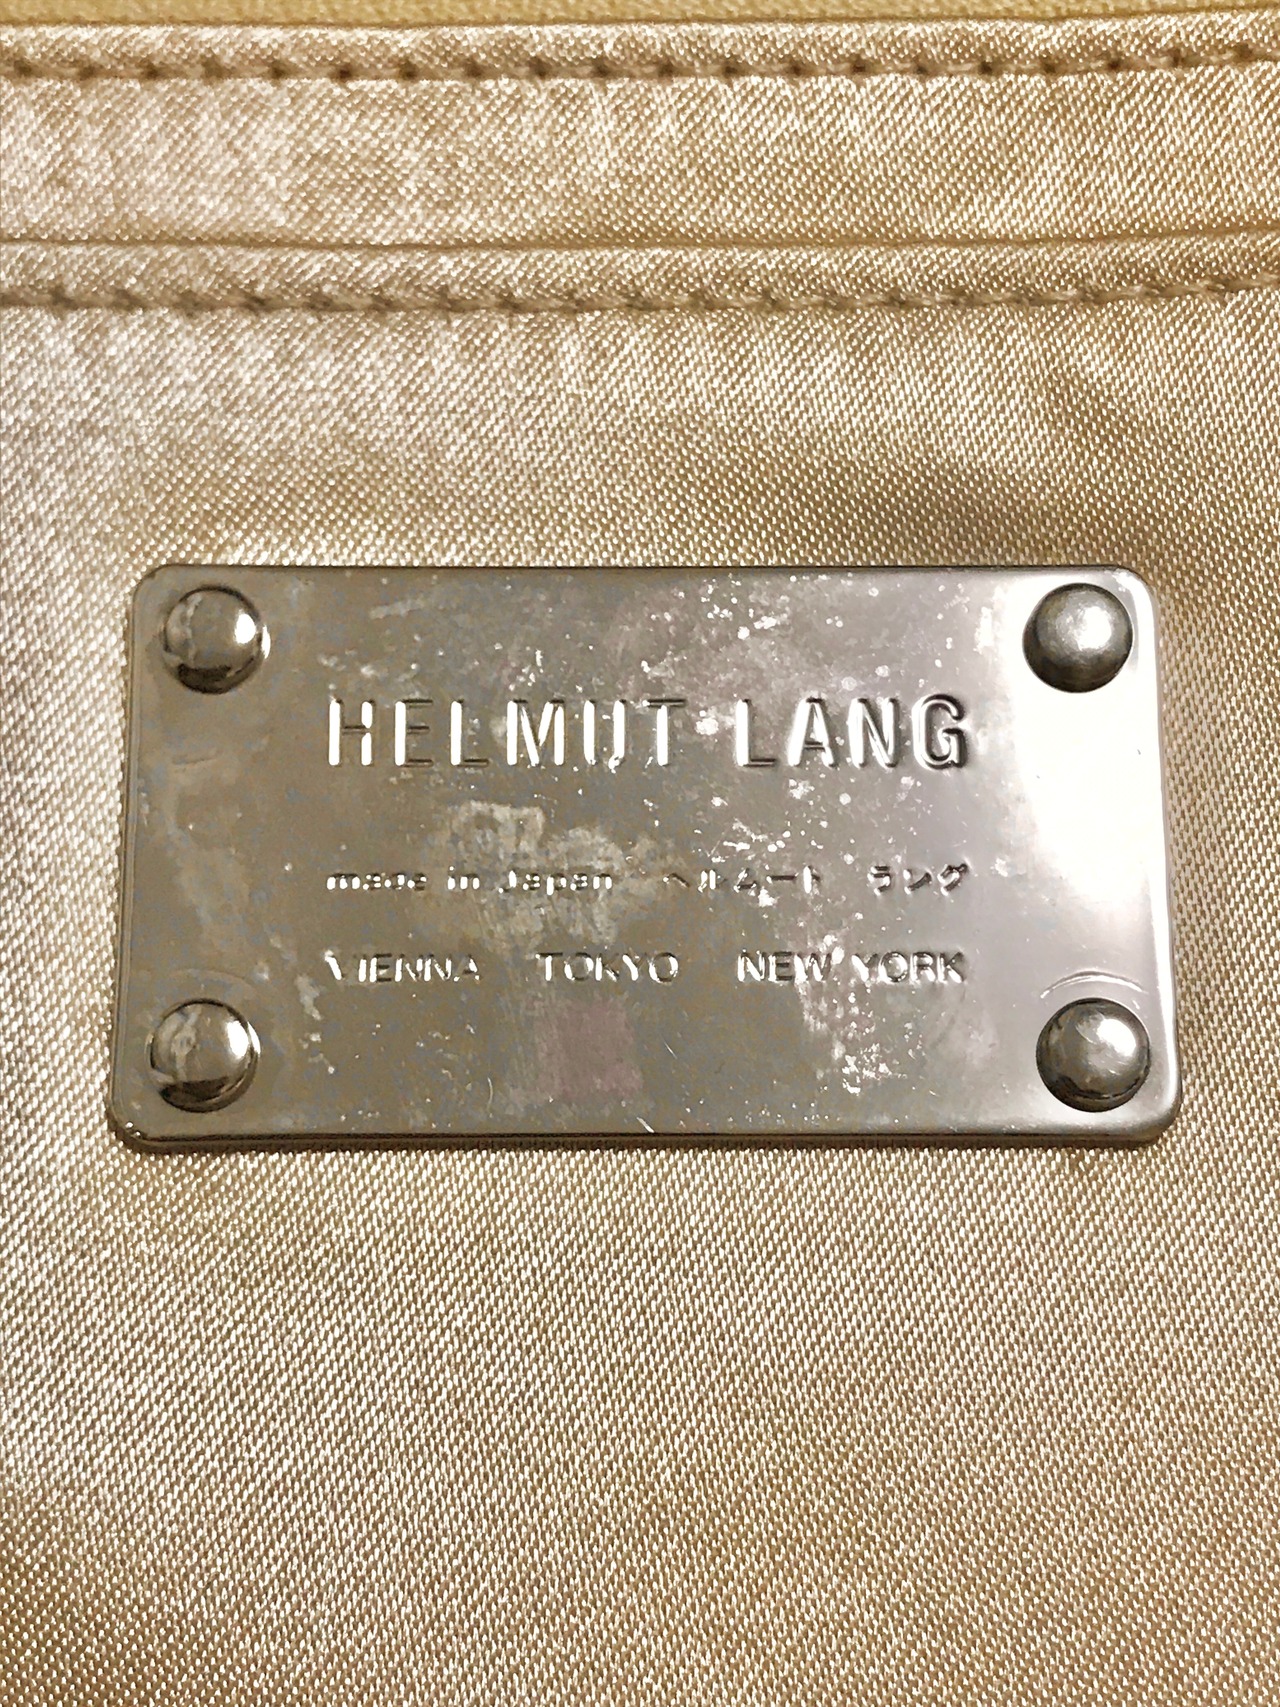 HELMUT LANG
made in Japan ヘルムート ラング
VIENNA TOKYO NEW YORK